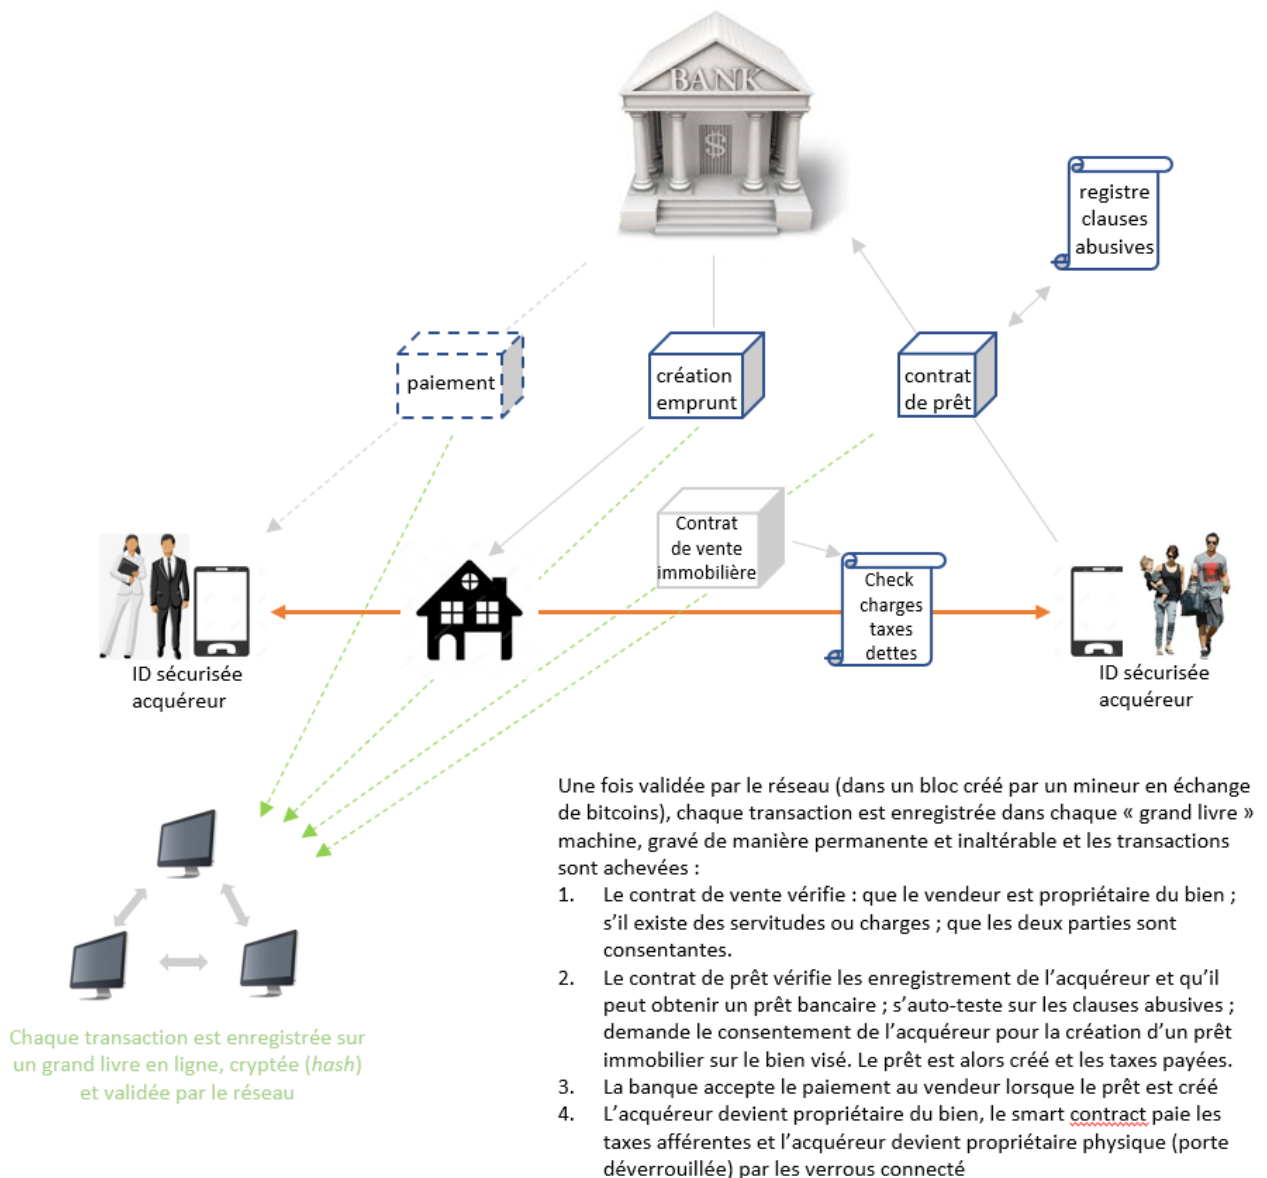 BANK
$
registre
clauses
abusives
paiement
création
emprunt
contrat
de prêt
Contrat
de vente
immobilière
Check
charges
taxes
dettes
ID sécurisée
acquéreur
ID sécurisée
acquéreur
Une fois validée par le réseau (dans un bloc créé par un mineur en échange
de bitcoins), chaque transaction est enregistrée dans chaque « grand livre »
machine, gravé de manière permanente et inaltérable et les transactions
sont achevées :
1. Le contrat de vente vérifie : que le vendeur est propriétaire du bien ;
s'il existe des servitudes ou charges ; que les deux parties sont
consentantes.
2. Le contrat de prêt vérifie les enregistrement de l'acquéreur et qu'il
peut obtenir un prêt bancaire ; s'auto-teste sur les clauses abusives ;
demande le consentement de l'acquéreur pour la création d'un prêt
immobilier sur le bien visé. Le prêt est alors créé et les taxes payées.
3. La banque accepte le paiement au vendeur lorsque le prêt est créé
4. L'acquéreur devient propriétaire du bien, le smart contract paie les
taxes afférentes et l'acquéreur devient propriétaire physique (porte
déverrouillée) par les verrous connecté
Chaque transaction est enregistrée sur
un grand livre en ligne, cryptée (hash)
et validée par le réseau